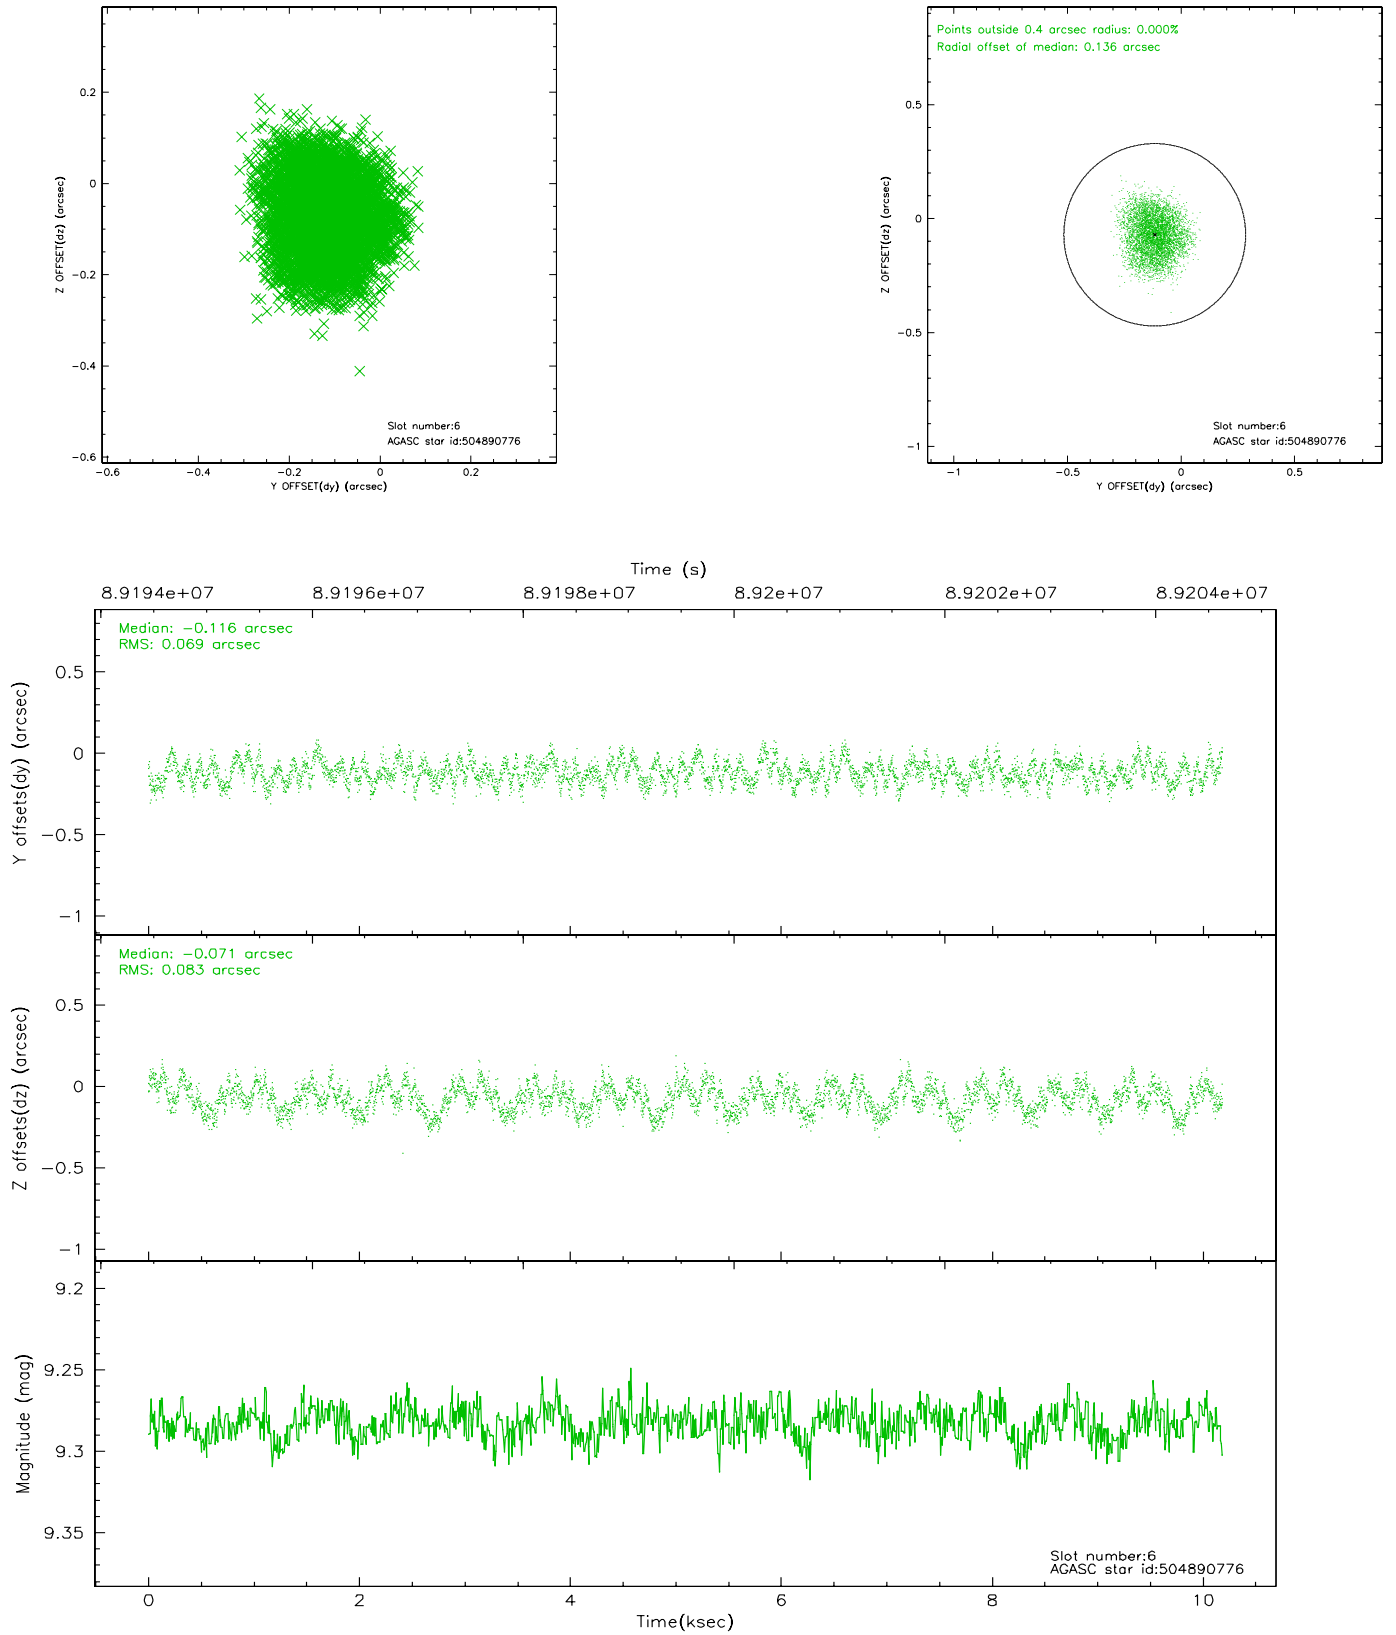 0.2
0
−0.2
−0.4
−0.6
Z OFFSET(dz) (arcsec)
−0.6
−0.4
−0.2
0
0.2
Y OFFSET(dy) (arcsec)
Slot number:6
AGASC star id:504890776
Points outside 0.4 arcsec radius: 0.000%
Radial offset of median: 0.136 arcsec
0.5
0
−0.5
−1
Z OFFSET(dz) (arcsec)
−1
−0.5
0
0.5
Y OFFSET(dy) (arcsec)
Slot number:6
AGASC star id:504890776
Time (s)
8.9194e+07
8.9196e+07
8.9198e+07
8.92e+07
8.9202e+07
8.9204e+07
Median: −0.116 arcsec
RMS: 0.069 arcsec
0.5
0
−0.5
−1
Y offsets(dy) (arcsec)
Median: −0.071 arcsec
RMS: 0.083 arcsec
0.5
0
−0.5
−1
Z offsets(dz) (arcsec)
9.2
9.25
9.3
9.35
Magnitude (mag)
Slot number:6
AGASC star id:504890776
0
2
4
6
8
10
Time(ksec)